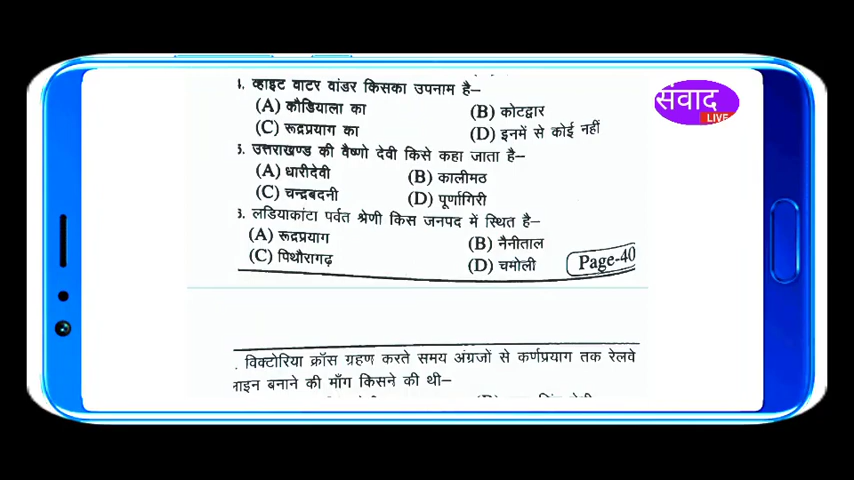 संवाद
LIVE
व्हाइट वाटर वांडर किसका उपनाम है–
(A) कौडियाला का (B) कोटद्वार
(C) रूद्रप्रयाग का (D) इनमें से कोई नहीं
5. उत्तराखण्ड की वैष्णो देवी किसे कहा जाता है–
(A) धारीदेवी (B) कालीमठ
(C) चन्द्रबदनी (D) पूर्णागिरी
लडियाकांटा पर्वत श्रेणी किस जनपद में स्थित है–
(A) रूद्रप्रयाग (B) नैनीताल
(C) पिथौरागढ़ (D) चमोली
Page-40
. विक्टोरिया क्रॉस ग्रहण करते समय अंग्रजों से कर्णप्रयाग तक रेलवे
बनाने की माँग किसने की थी–